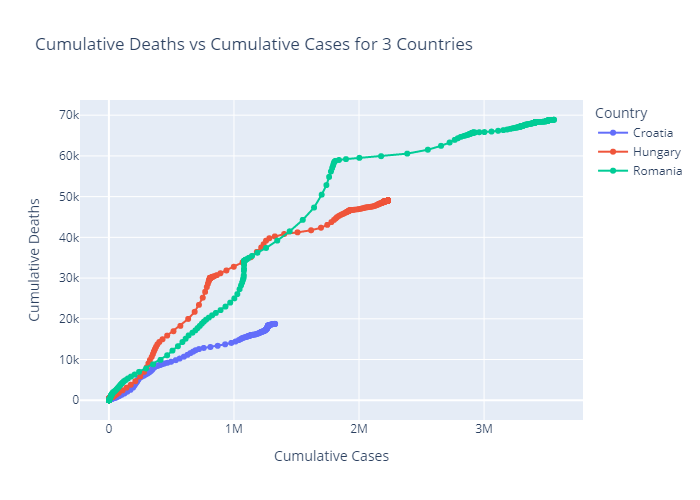 Cumulative Deaths vs Cumulative Cases for 3 Countries
Country
Croatia
Hungary
Romania
Cumulative Deaths
70k
60k
50k
40k
30k
20k
10k
0
0
1M
2M
3M
Cumulative Cases